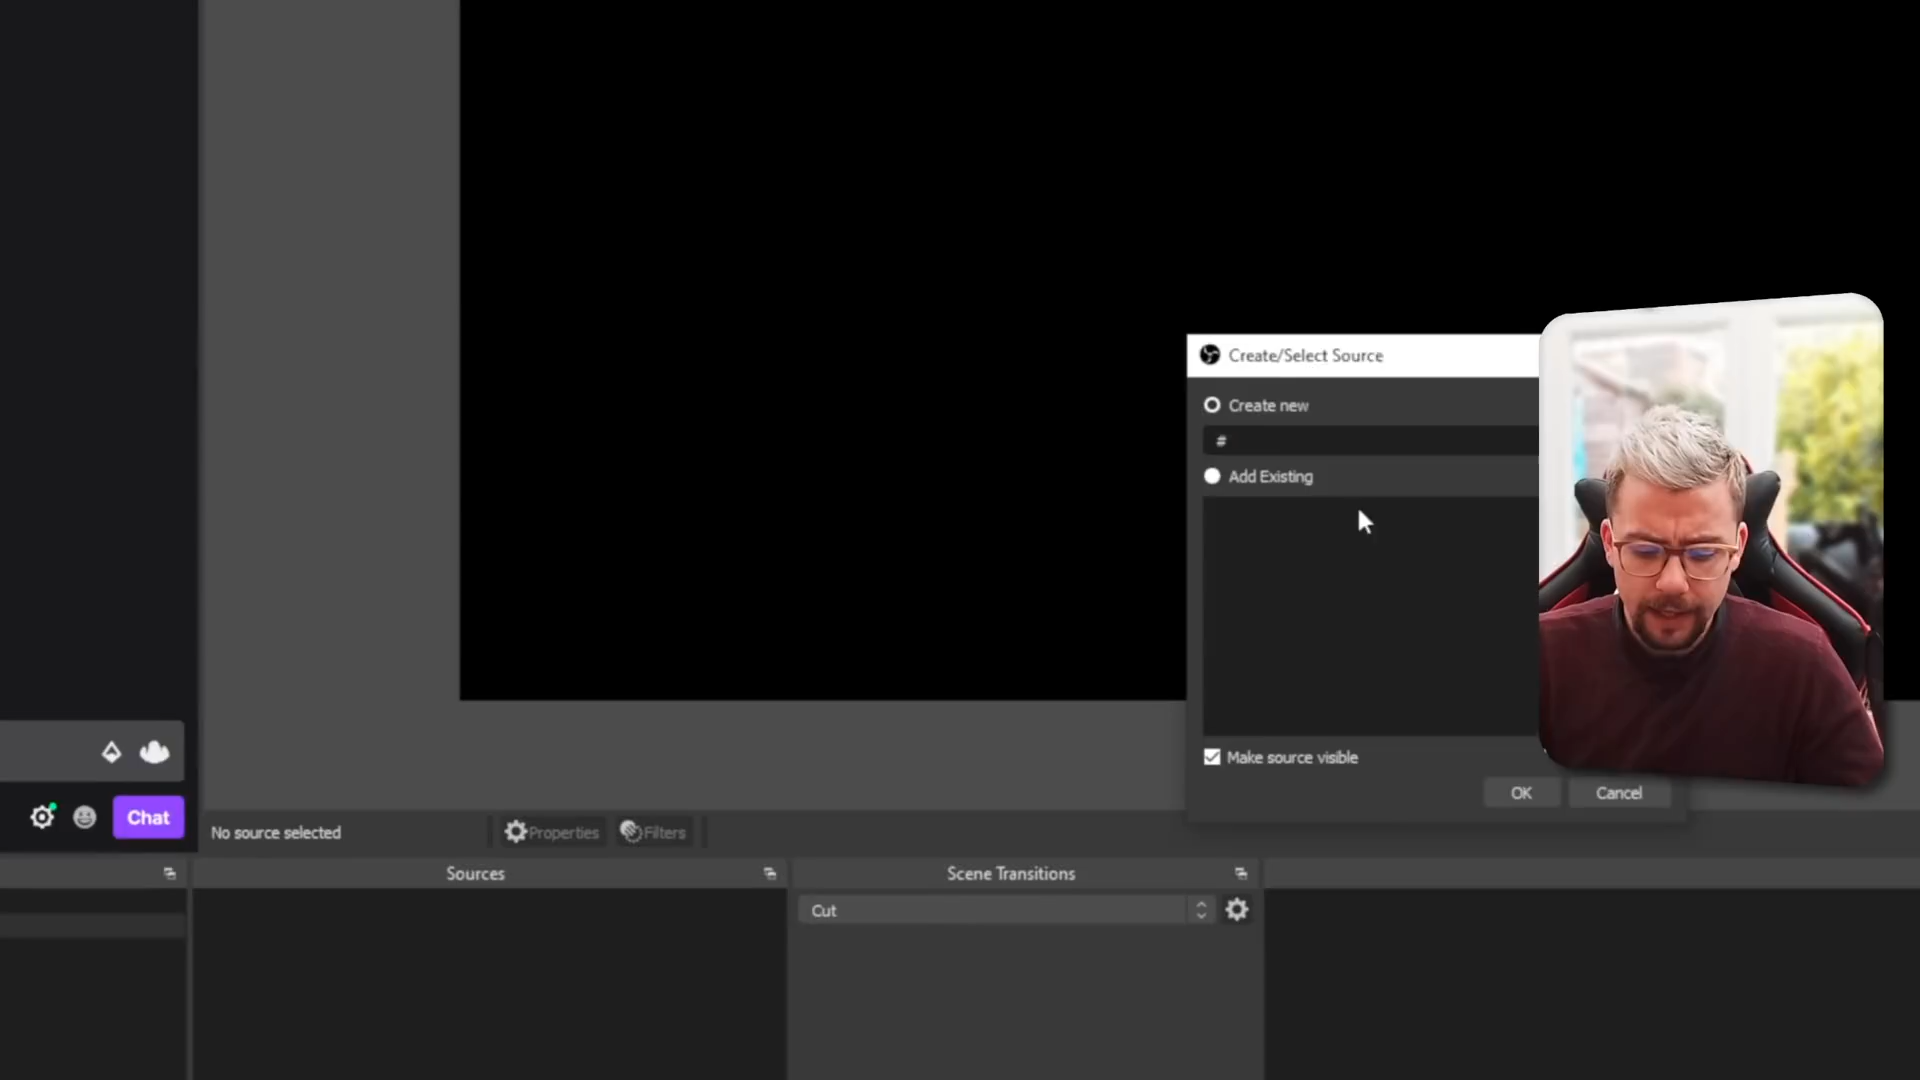 Create/Select Source
Create new
#
Add Existing
Make source visible
OK
Cancel
Chat
No source selected
Properties
Filters
Sources
Scene Transitions
Cut